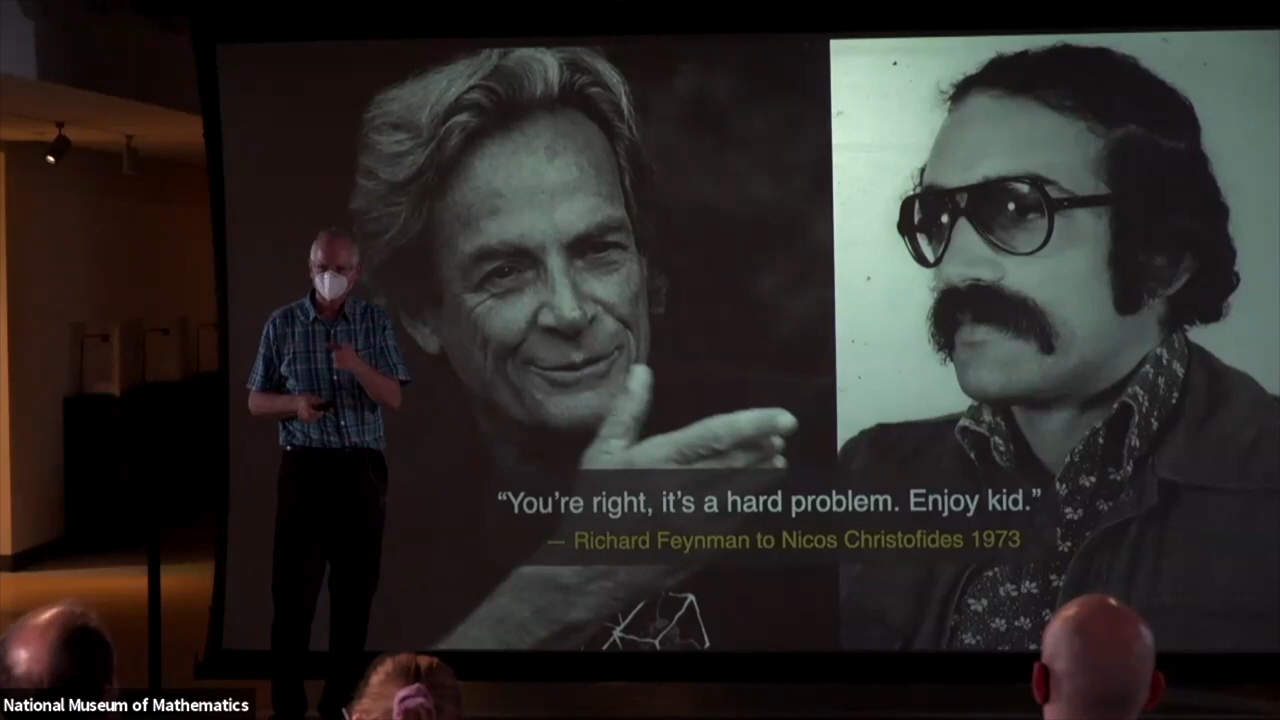 “You’re right, it’s a hard problem. Enjoy kid.”
— Richard Feynman to Nicos Christofides 1973
National Museum of Mathematics